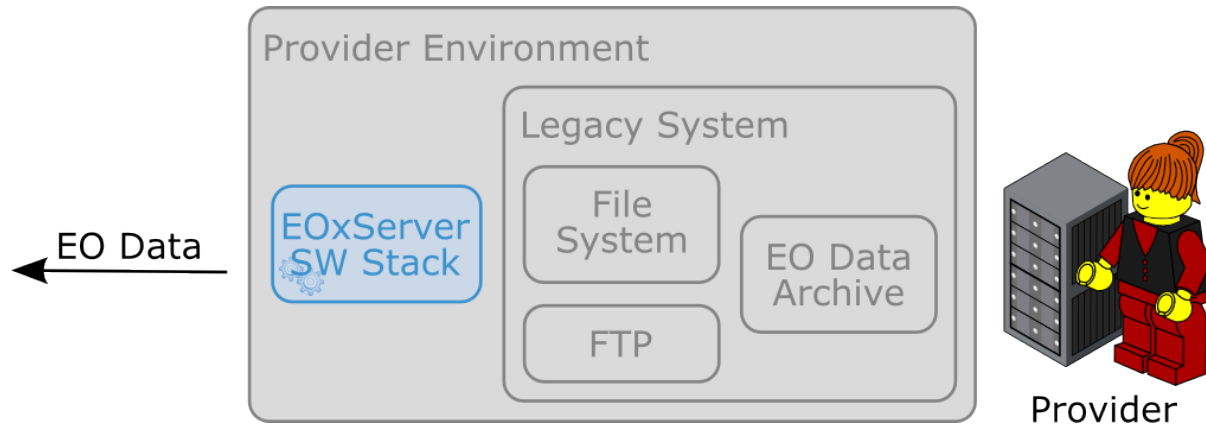 Provider Environment
Legacy System
EO Data
EOxServer
SW Stack
File
System
EO Data
Archive
FTP
Provider